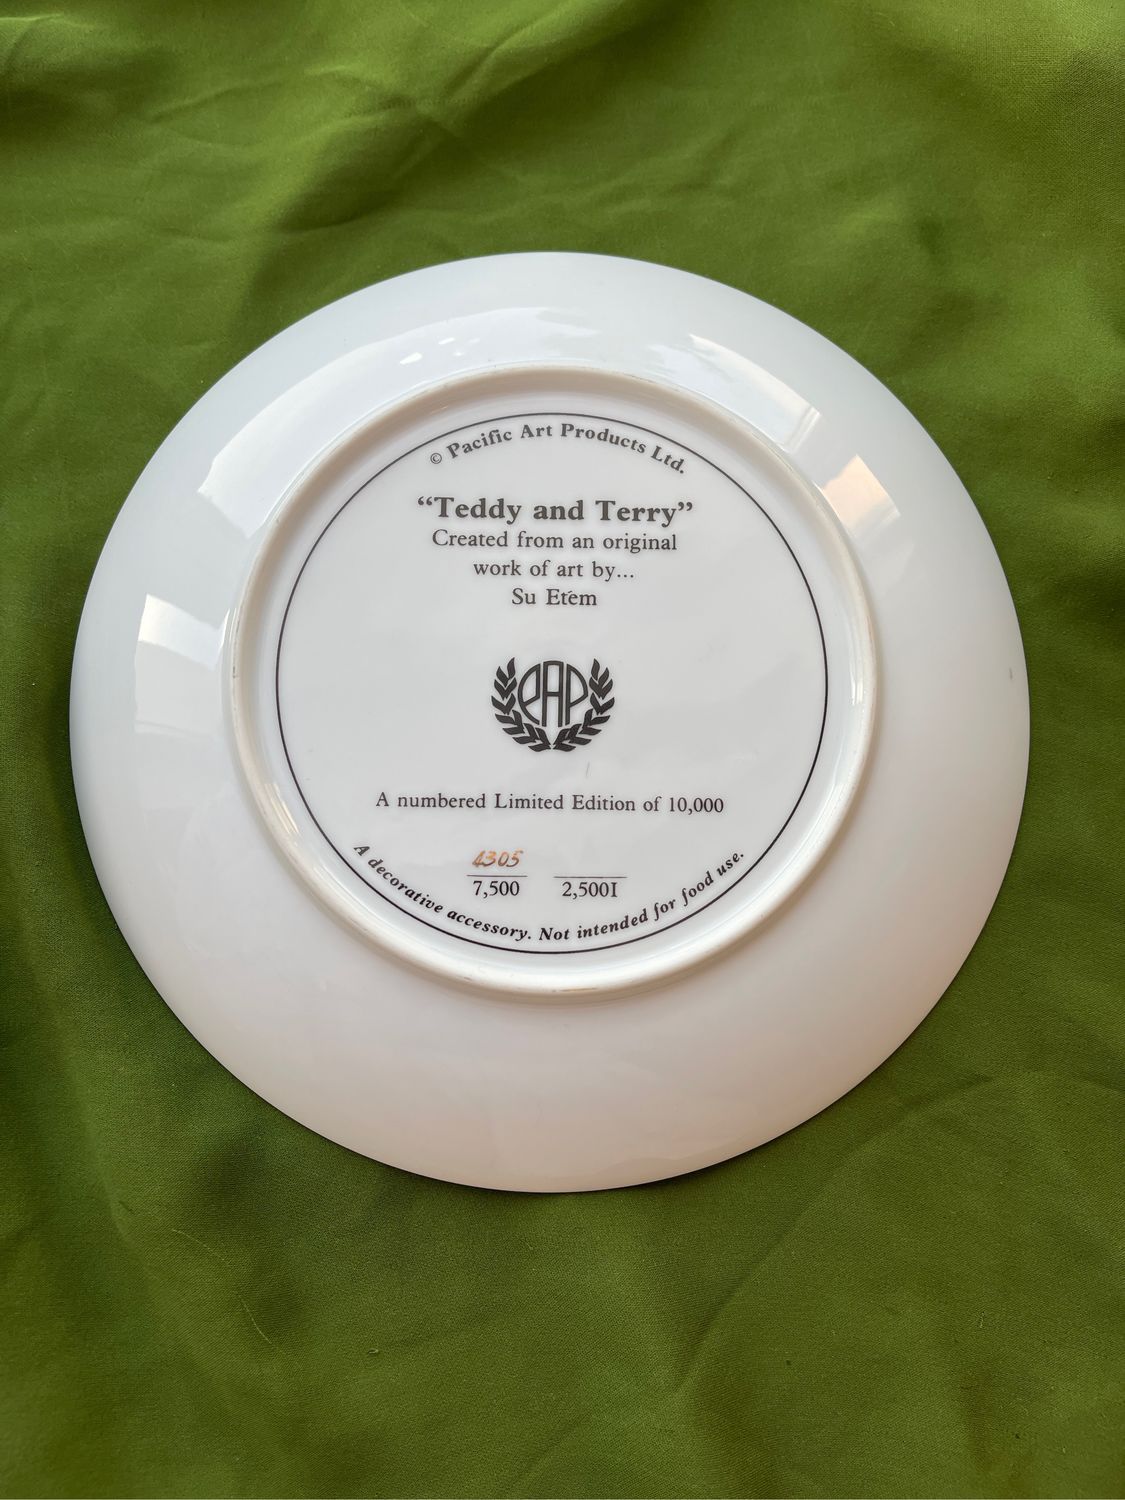 © Pacific Art Products Ltd.
“Teddy and Terry”
Created from an original
work of art by...
Su Etem
PAP
A numbered Limited Edition of 10,000
4305
7,500 2,500I
A decorative accessory. Not intended for food use.